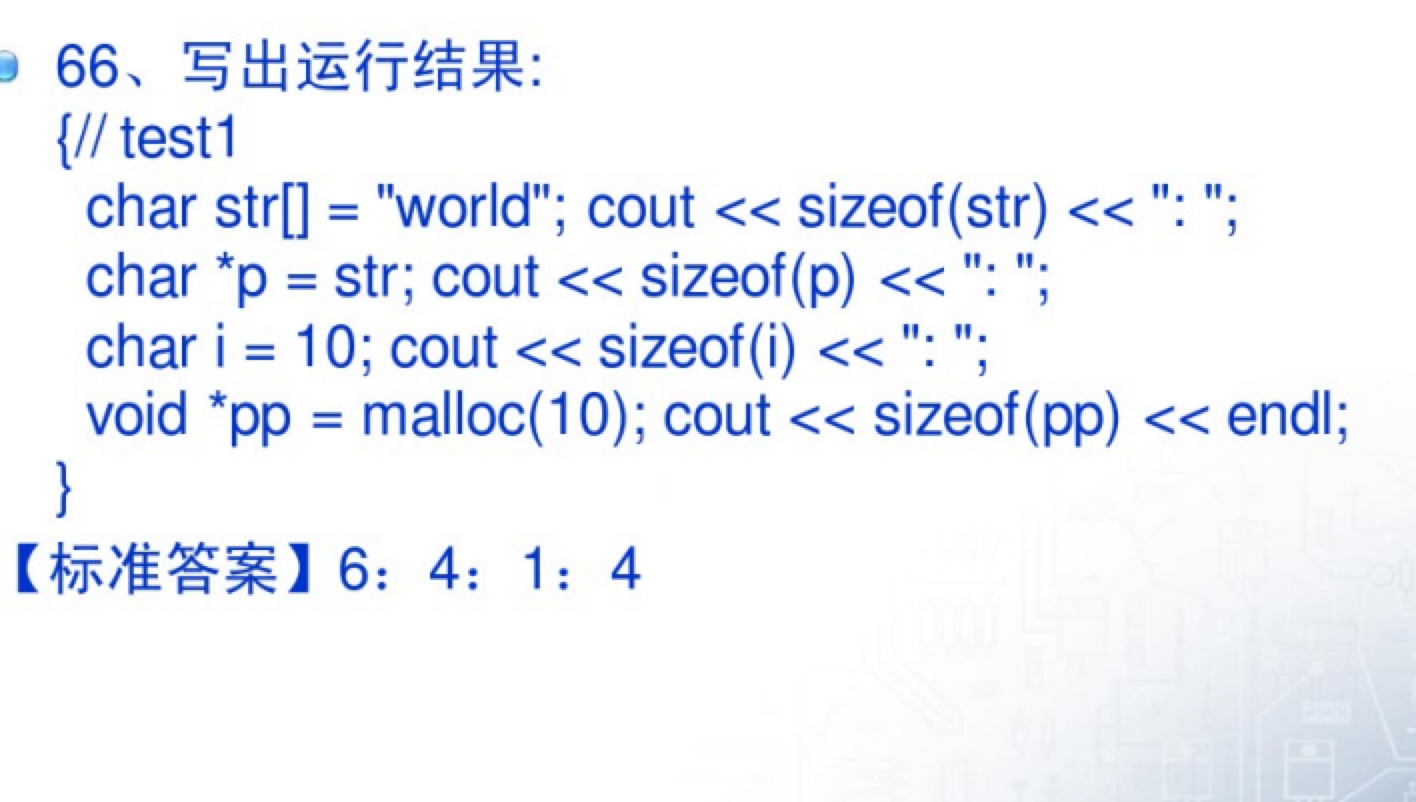 66、写出运行结果:
{// test1
char str[] = "world"; cout << sizeof(str) << ": ";
char *p = str; cout << sizeof(p) << ": ";
char i = 10; cout << sizeof(i) << ": ";
void *pp = malloc(10); cout << sizeof(pp) << endl;
}
【标准答案】6：4：1：4